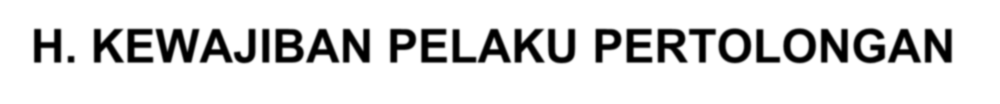 H. KEWAJIBAN PELAKU PERTOLONGAN